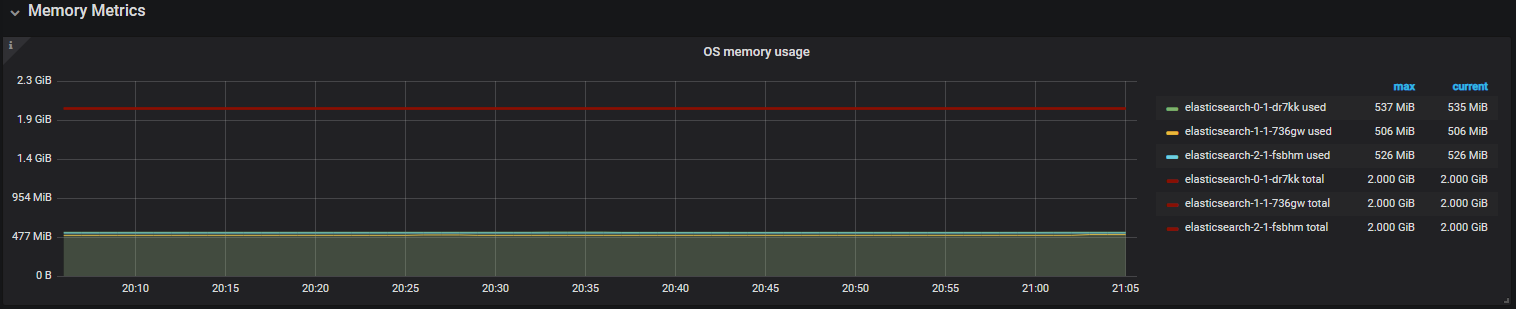 Memory Metrics
i
OS memory usage
2.3 GiB
1.9 GiB
1.4 GiB
954 MiB
477 MiB
0 B
20:10 20:15 20:20 20:25 20:30 20:35 20:40 20:45 20:50 20:55 21:00 21:05
max current
elasticsearch-0-1-dr7kk used 537 MiB 535 MiB
elasticsearch-1-1-736gw used 506 MiB 506 MiB
elasticsearch-2-1-fsbhm used 526 MiB 526 MiB
elasticsearch-0-1-dr7kk total 2.000 GiB 2.000 GiB
elasticsearch-1-1-736gw total 2.000 GiB 2.000 GiB
elasticsearch-2-1-fsbhm total 2.000 GiB 2.000 GiB